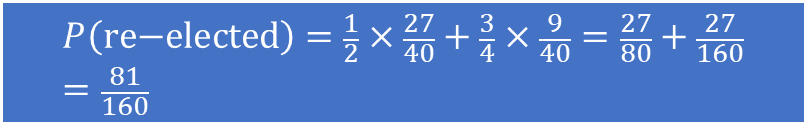 P(re−elected) = 1/2 × 27/40 + 3/4 × 9/40 = 27/80 + 27/160
= 81/160